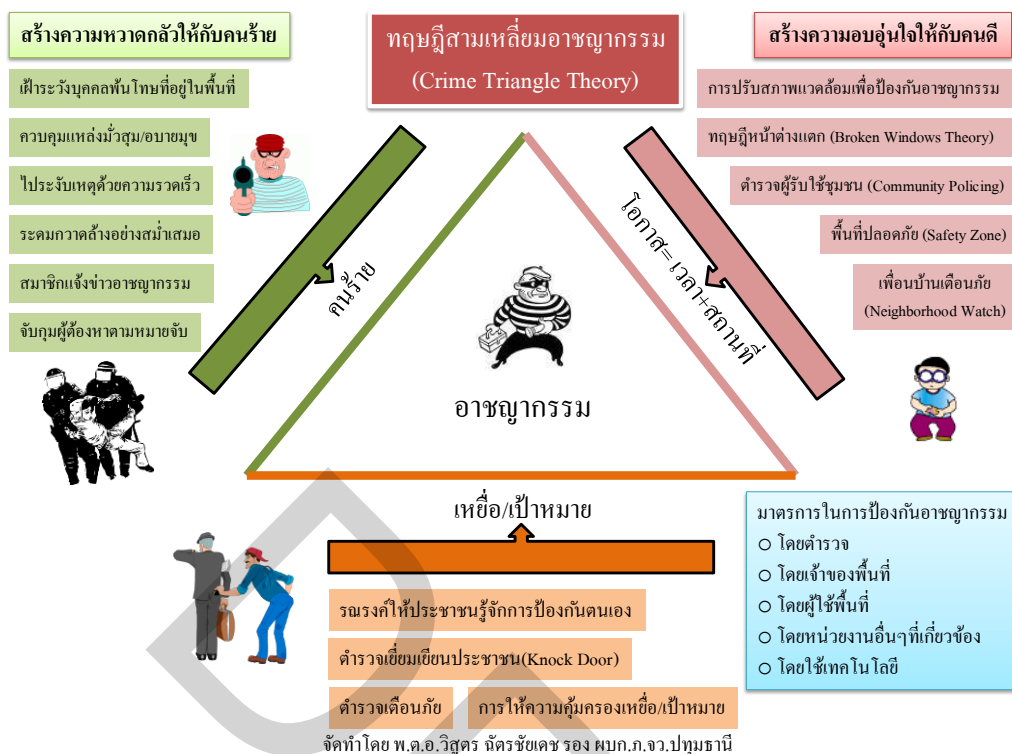 สร้างความหวาดกลัวให้กับคนร้าย
เฝ้าระวังบุคคลพ้นโทษที่อยู่ในพื้นที่
ควบคุมแหล่งมั่วสุม/อบายมุข
ไประงับเหตุด้วยความรวดเร็ว
ระดมกวาดล้างอย่างสม่ำเสมอ
สมาชิกแจ้งข่าวอาชญากรรม
จับกุมผู้ต้องหาตามหมายจับ
ทฤษฎีสามเหลี่ยมอาชญากรรม
(Crime Triangle Theory)
สร้างความอบอุ่นใจให้กับคนดี
การปรับสภาพแวดล้อมเพื่อป้องกันอาชญากรรม
ทฤษฎีหน้าต่างแตก (Broken Windows Theory)
ตำรวจผู้รับใช้ชุมชน (Community Policing)
พื้นที่ปลอดภัย (Safety Zone)
เพื่อนบ้านเตือนภัย
(Neighborhood Watch)
คนร้าย
โอกาส= เวลา+สถานที่
อาชญากรรม
เหยื่อ/เป้าหมาย
รณรงค์ให้ประชาชนรู้จักการป้องกันตนเอง
ตำรวจเยี่ยมเยียนประชาชน(Knock Door)
ตำรวจเตือนภัย
การให้ความคุ้มครองเหยื่อ/เป้าหมาย
จัดทำโดย พ.ต.อ.วิสูตร ฉัตรชัยเดช รอง ผบก.ภ.จว.ปทุมธานี
มาตรการในการป้องกันอาชญากรรม
โดยตำรวจ
โดยเจ้าของพื้นที่
โดยผู้ใช้พื้นที่
โดยหน่วยงานอื่นๆที่เกี่ยวข้อง
โดยใช้เทคโนโลยี